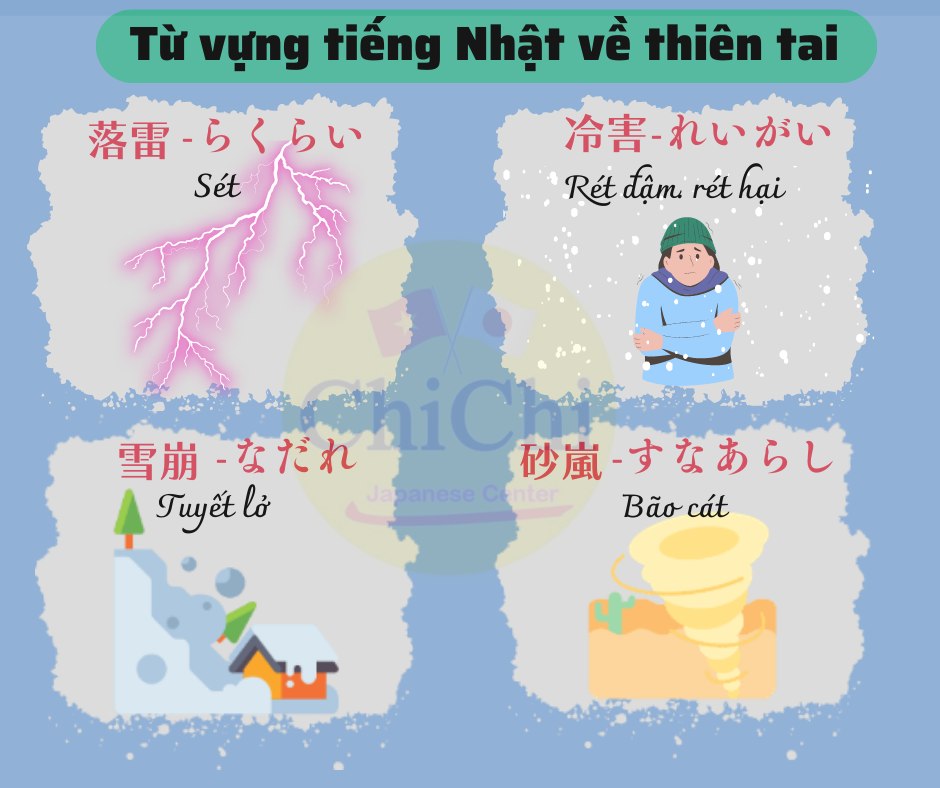 Từ vựng tiếng Nhật về thiên tai
落雷 -らくらい
Sét
冷害-れいがい
Rét đậm. rét hại
ChiChi
Japanese Center
雪崩 -なだれ
Tuyết lở
砂嵐 -すなあらし
Bão cát